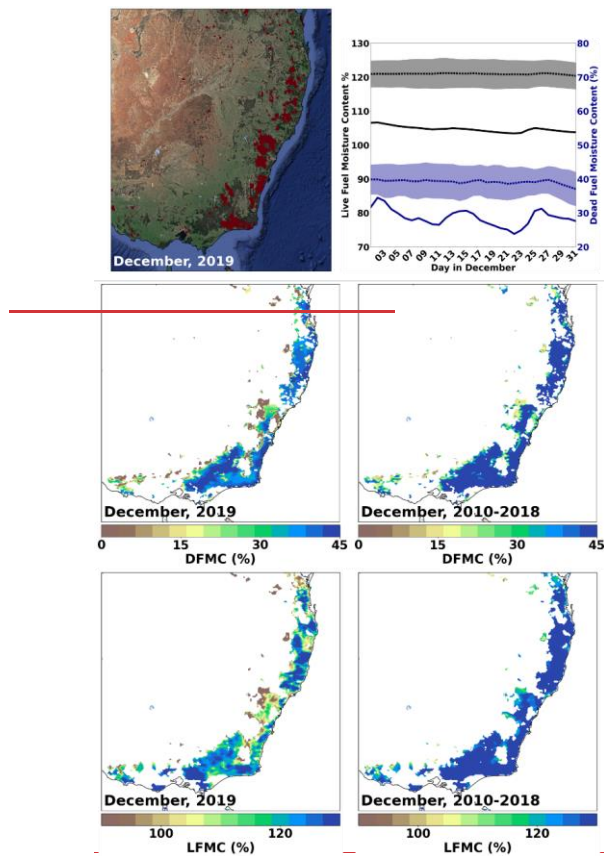 December, 2019
130
120
110
100
90
80
70
Live Fuel Moisture Content %
80
70
60
50
40
30
20
Dead Fuel Moisture Content (%)
03 05 07 09 11 13 15 17 19 21 23 25 27 29 31
Day in December
December, 2019
0 15 30 45
DFMC (%)
December, 2010-2018
0 15 30 45
DFMC (%)
December, 2019
100 120
LFMC (%)
December, 2010-2018
100 120
LFMC (%)